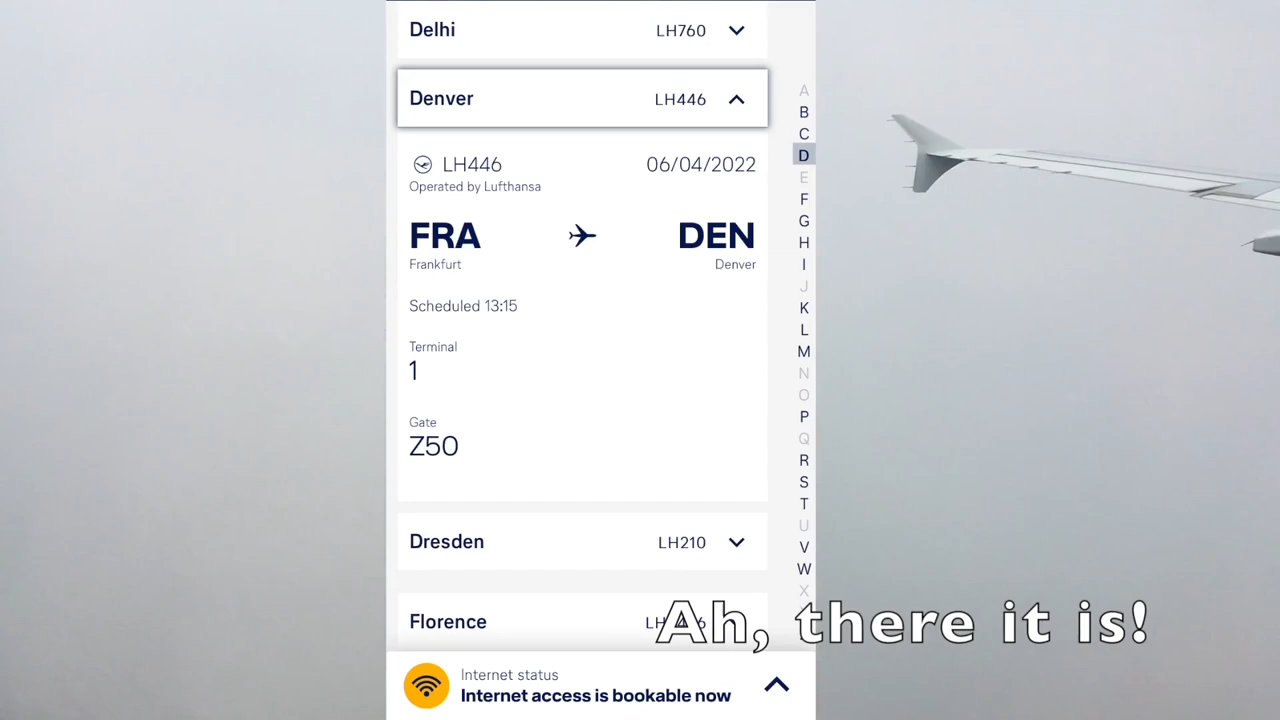 Delhi LH760
Denver LH446
LH446 06/04/2022
Operated by Lufthansa
FRA DEN
Frankfurt Denver
Scheduled 13:15
Terminal
1
Gate
Z50
Dresden LH210
Florence
Ah, there it is!
Internet status
Internet access is bookable now
A
B
C
D
E
F
G
H
I
J
K
L
M
N
O
P
Q
R
S
T
U
V
W
X